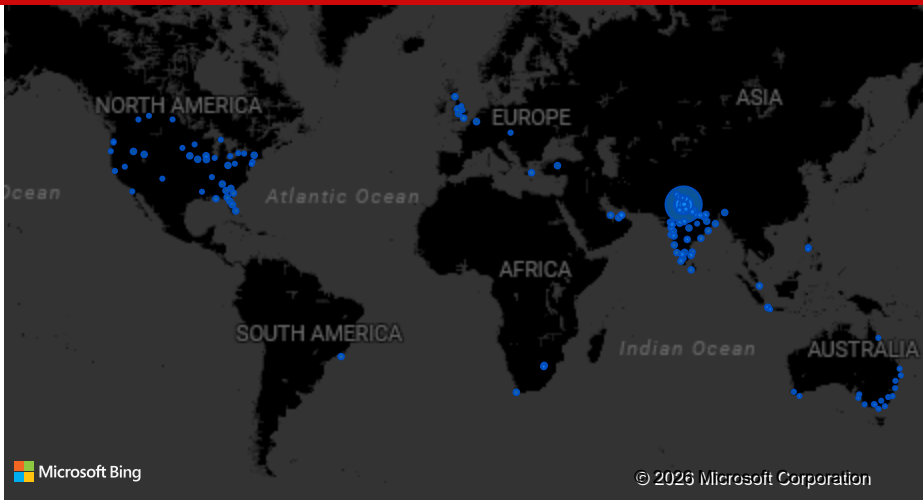 NORTH AMERICA
EUROPE
ASIA
Ocean
Atlantic Ocean
AFRICA
SOUTH AMERICA
Indian Ocean
AUSTRALIA
Microsoft Bing
© 2026 Microsoft Corporation